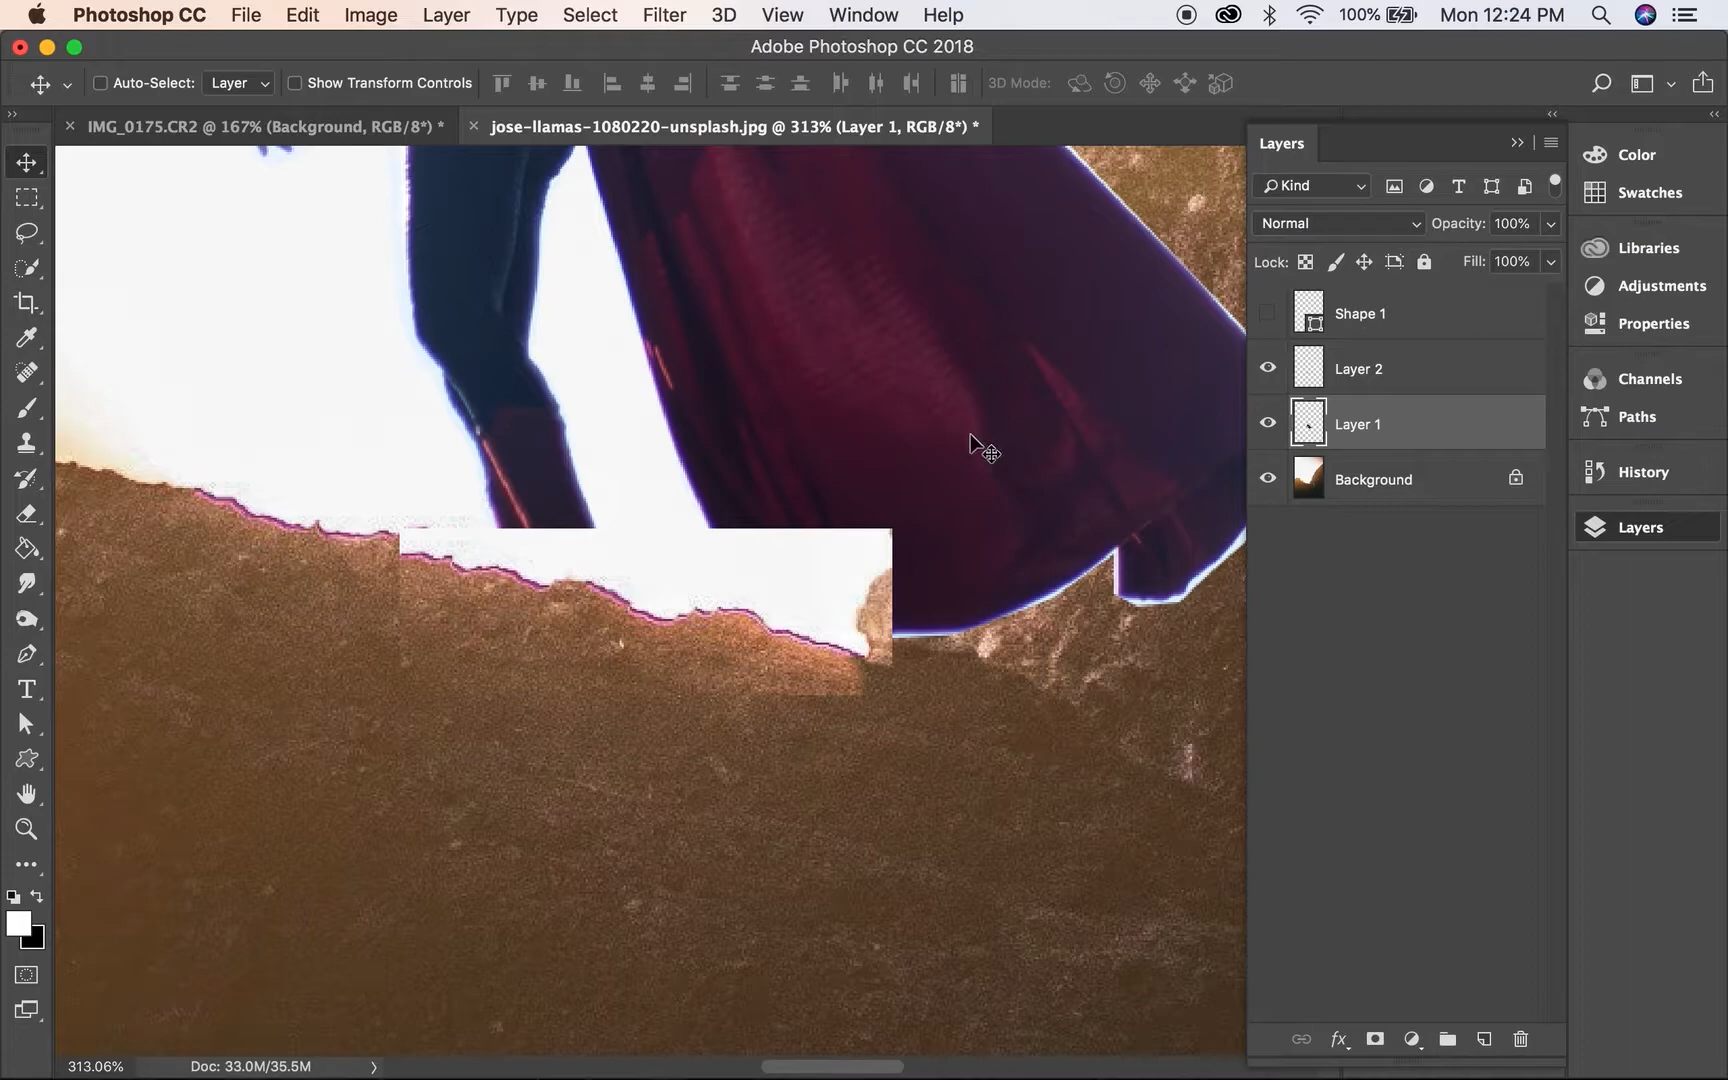 Photoshop CC File Edit Image Layer Type Select Filter 3D View Window Help 100% Mon 12:24 PM
Adobe Photoshop CC 2018
Auto-Select: Layer Show Transform Controls 3D Mode:
IMG_0175.CR2 @ 167% (Background, RGB/8*) * jose-llamas-1080220-unsplash.jpg @ 313% (Layer 1, RGB/8*) *
Layers
Kind
Normal Opacity: 100%
Lock: Fill: 100%
Shape 1
Layer 2
Layer 1
Background
Color
Swatches
Libraries
Adjustments
Properties
Channels
Paths
History
Layers
313.06% Doc: 33.0M/35.5M